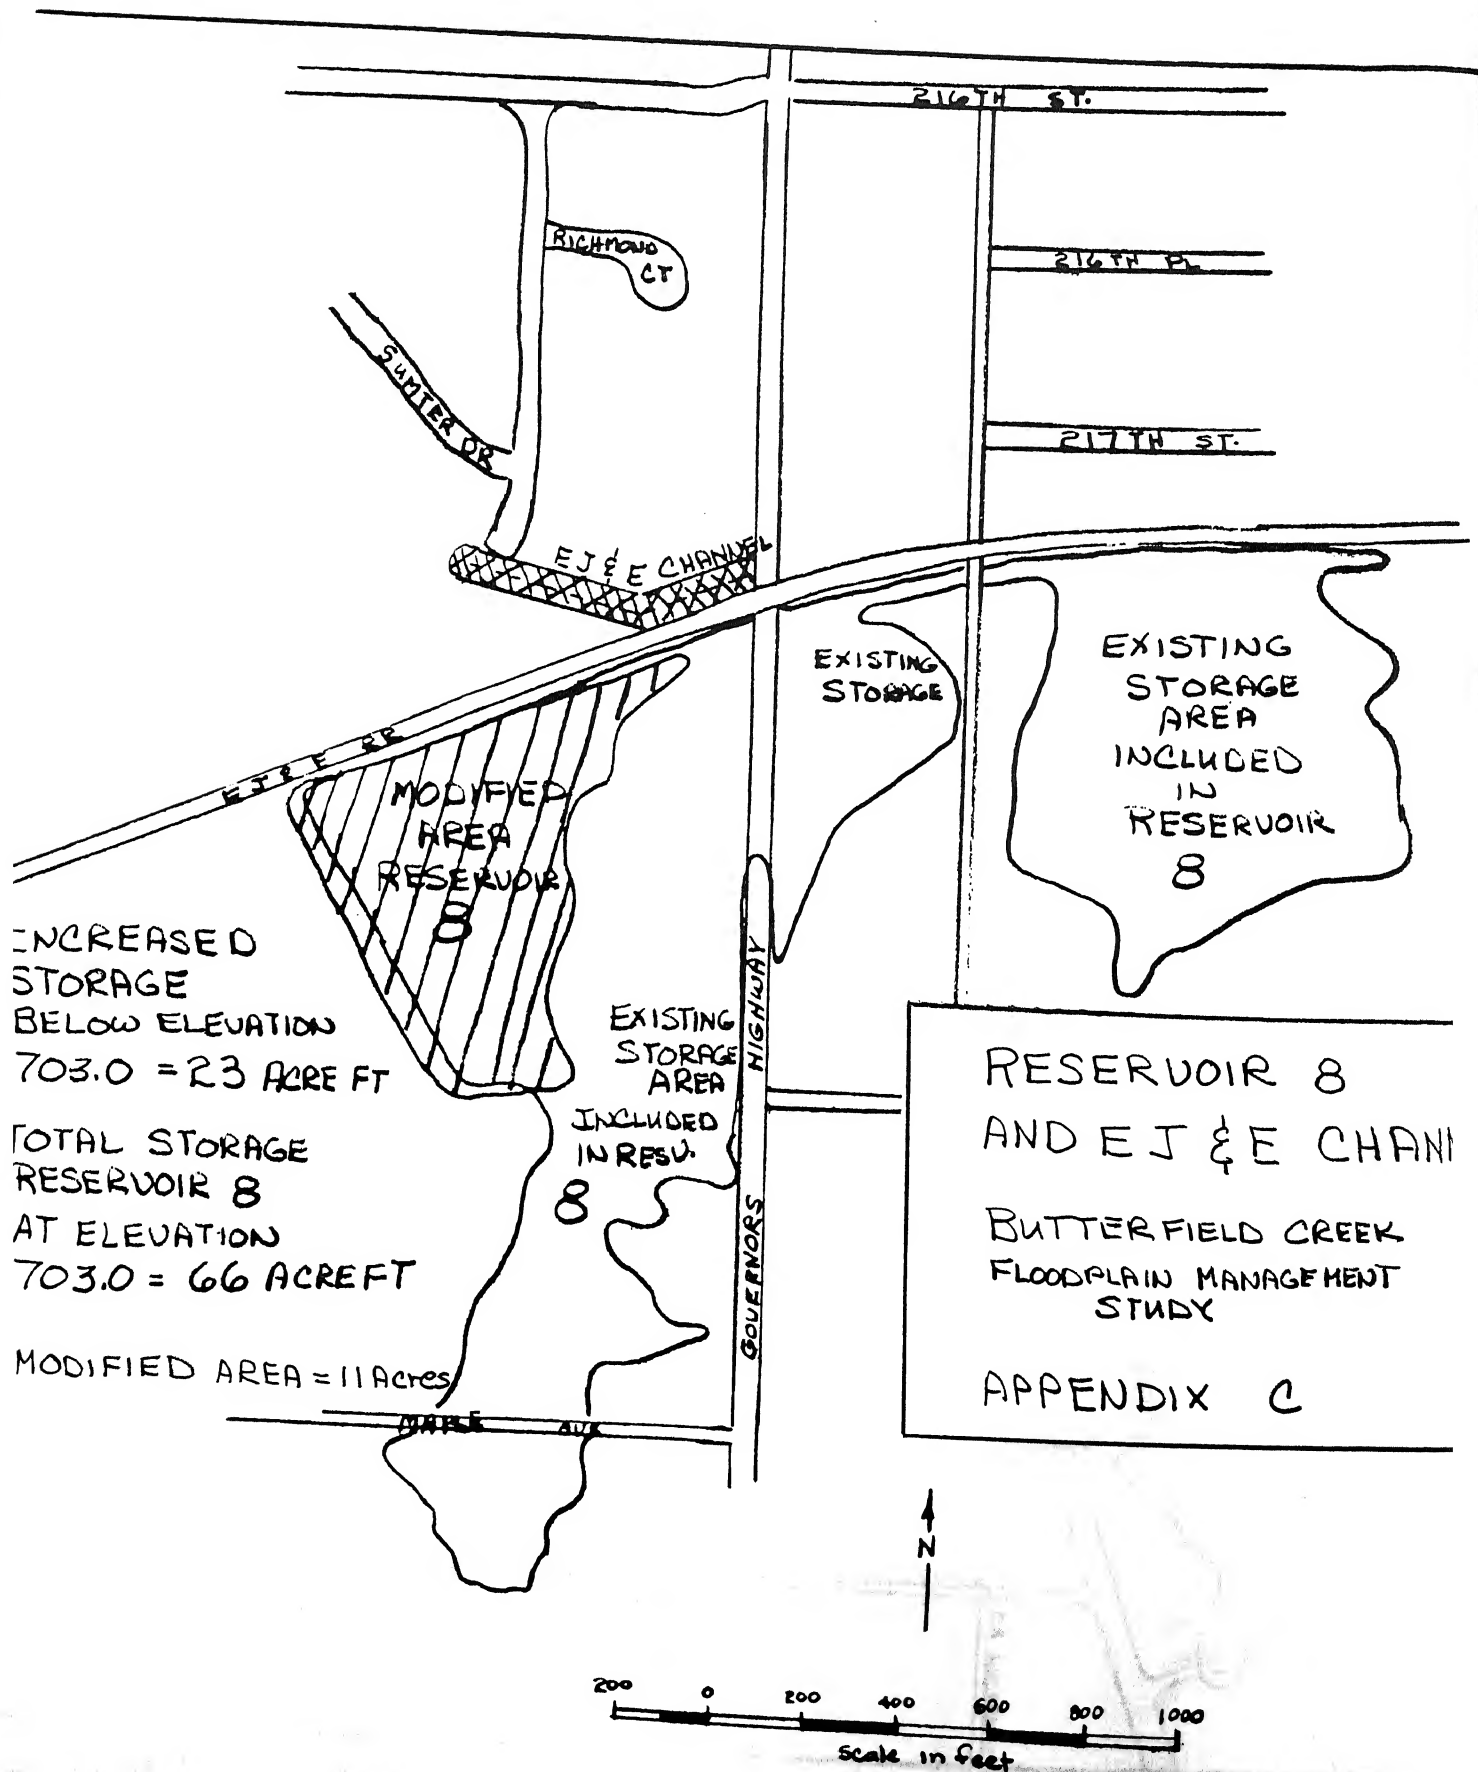 216TH ST.
RICHMOND
CT
216TH PL
SUMTER DR
217TH ST.
EJ & E CHANNEL
EXISTING
STORAGE
EXISTING
STORAGE
AREA
INCLUDED
IN
RESERVOIR
8
EJ & E RR
MODIFIED
AREA
RESERVOIR
8
INCREASED
STORAGE
BELOW ELEVATION
703.0 = 23 ACRE FT
TOTAL STORAGE
RESERVOIR 8
AT ELEVATION
703.0 = 66 ACRE FT
MODIFIED AREA = 11 Acres
EXISTING
STORAGE
AREA
INCLUDED
IN RESV.
8
GOVERNORS HIGHWAY
MAPLE AVE
RESERVOIR 8
AND EJ & E CHANN
BUTTERFIELD CREEK
FLOODPLAIN MANAGEMENT
STUDY
APPENDIX C
N
200 0 200 400 600 800 1000
scale in feet